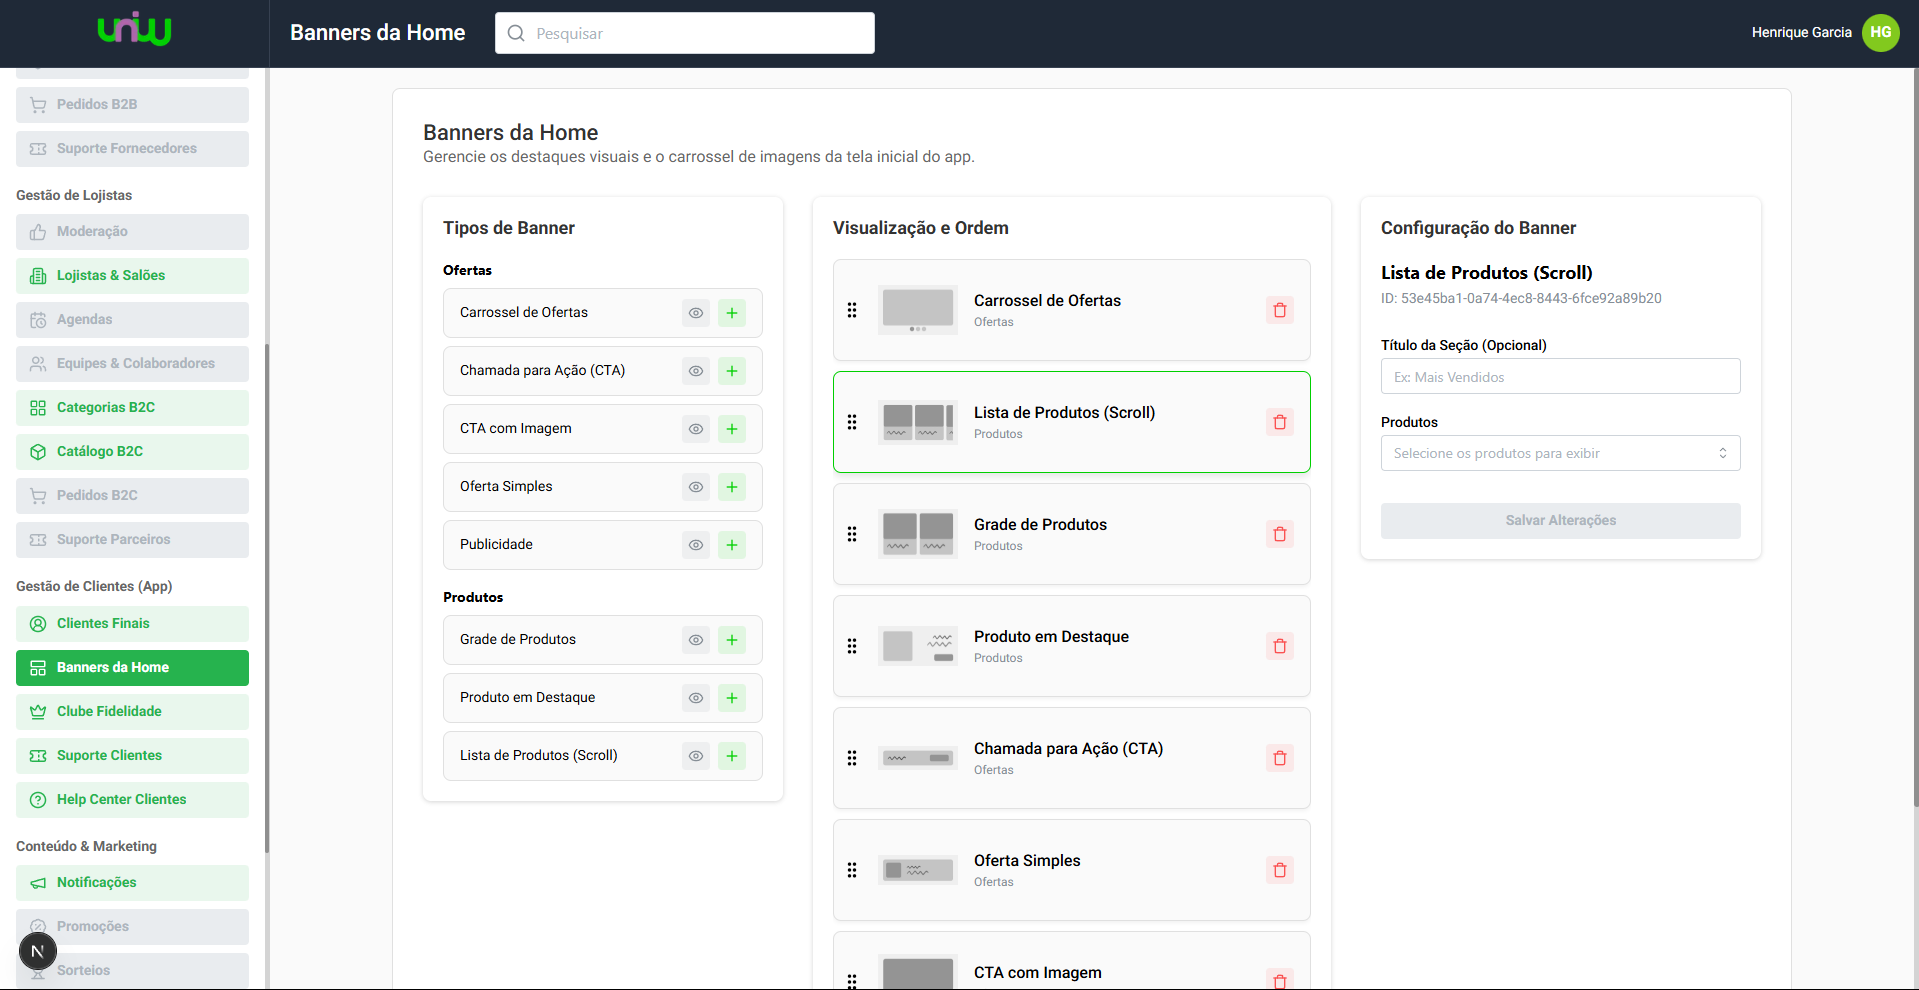 uniw
Banners da Home
Pesquisar
Henrique Garcia
HG
Pedidos B2B
Suporte Fornecedores
Gestão de Lojistas
Moderação
Lojistas & Salões
Agendas
Equipes & Colaboradores
Categorias B2C
Catálogo B2C
Pedidos B2C
Suporte Parceiros
Gestão de Clientes (App)
Clientes Finais
Banners da Home
Clube Fidelidade
Suporte Clientes
Help Center Clientes
Conteúdo & Marketing
Notificações
Promoções
N
Sorteios
Banners da Home
Gerencie os destaques visuais e o carrossel de imagens da tela inicial do app.
Tipos de Banner
Ofertas
Carrossel de Ofertas
Chamada para Ação (CTA)
CTA com Imagem
Oferta Simples
Publicidade
Produtos
Grade de Produtos
Produto em Destaque
Lista de Produtos (Scroll)
Visualização e Ordem
Carrossel de Ofertas
Ofertas
Lista de Produtos (Scroll)
Produtos
Grade de Produtos
Produtos
Produto em Destaque
Produtos
Chamada para Ação (CTA)
Ofertas
Oferta Simples
Ofertas
CTA com Imagem
Configuração do Banner
Lista de Produtos (Scroll)
ID: 53e45ba1-0a74-4ec8-8443-6fce92a89b20
Título da Seção (Opcional)
Ex: Mais Vendidos
Produtos
Selecione os produtos para exibir
Salvar Alterações